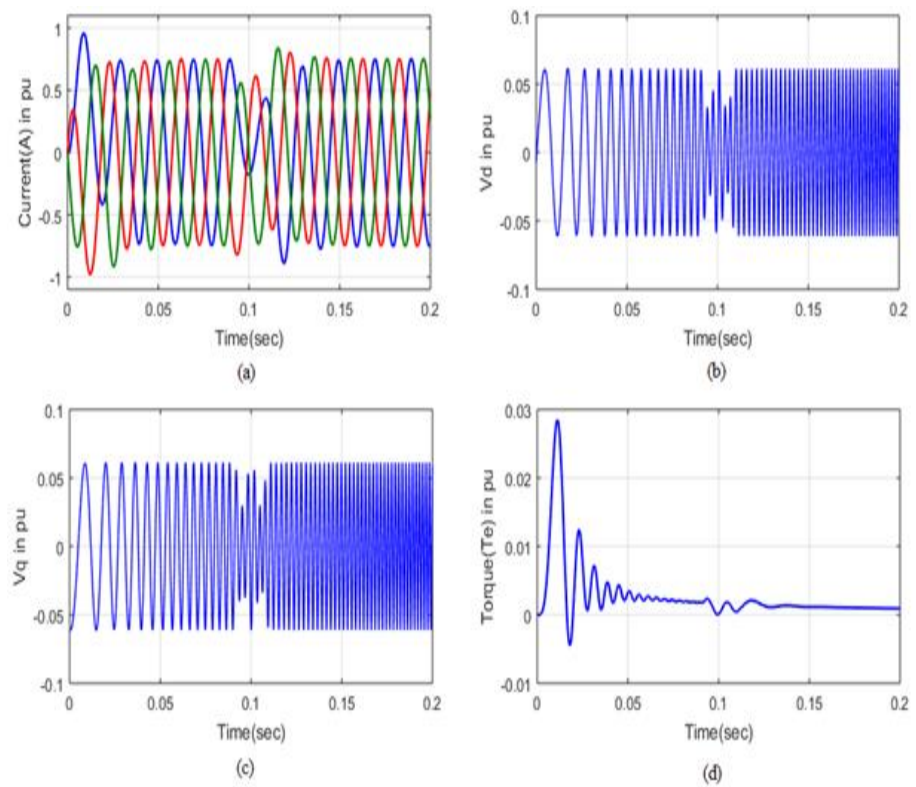 1
0.5
0
-0.5
-1
Current(A) in pu
0 0.05 0.1 0.15 0.2
Time(sec)
(a)
0.1
0.05
0
-0.05
-0.1
Vd in pu
0 0.05 0.1 0.15 0.2
Time(sec)
(b)
0.1
0.05
0
-0.05
-0.1
Vq in pu
0 0.05 0.1 0.15 0.2
Time(sec)
(c)
0.03
0.02
0.01
0
-0.01
Torque(Te) in pu
0 0.05 0.1 0.15 0.2
Time(sec)
(d)